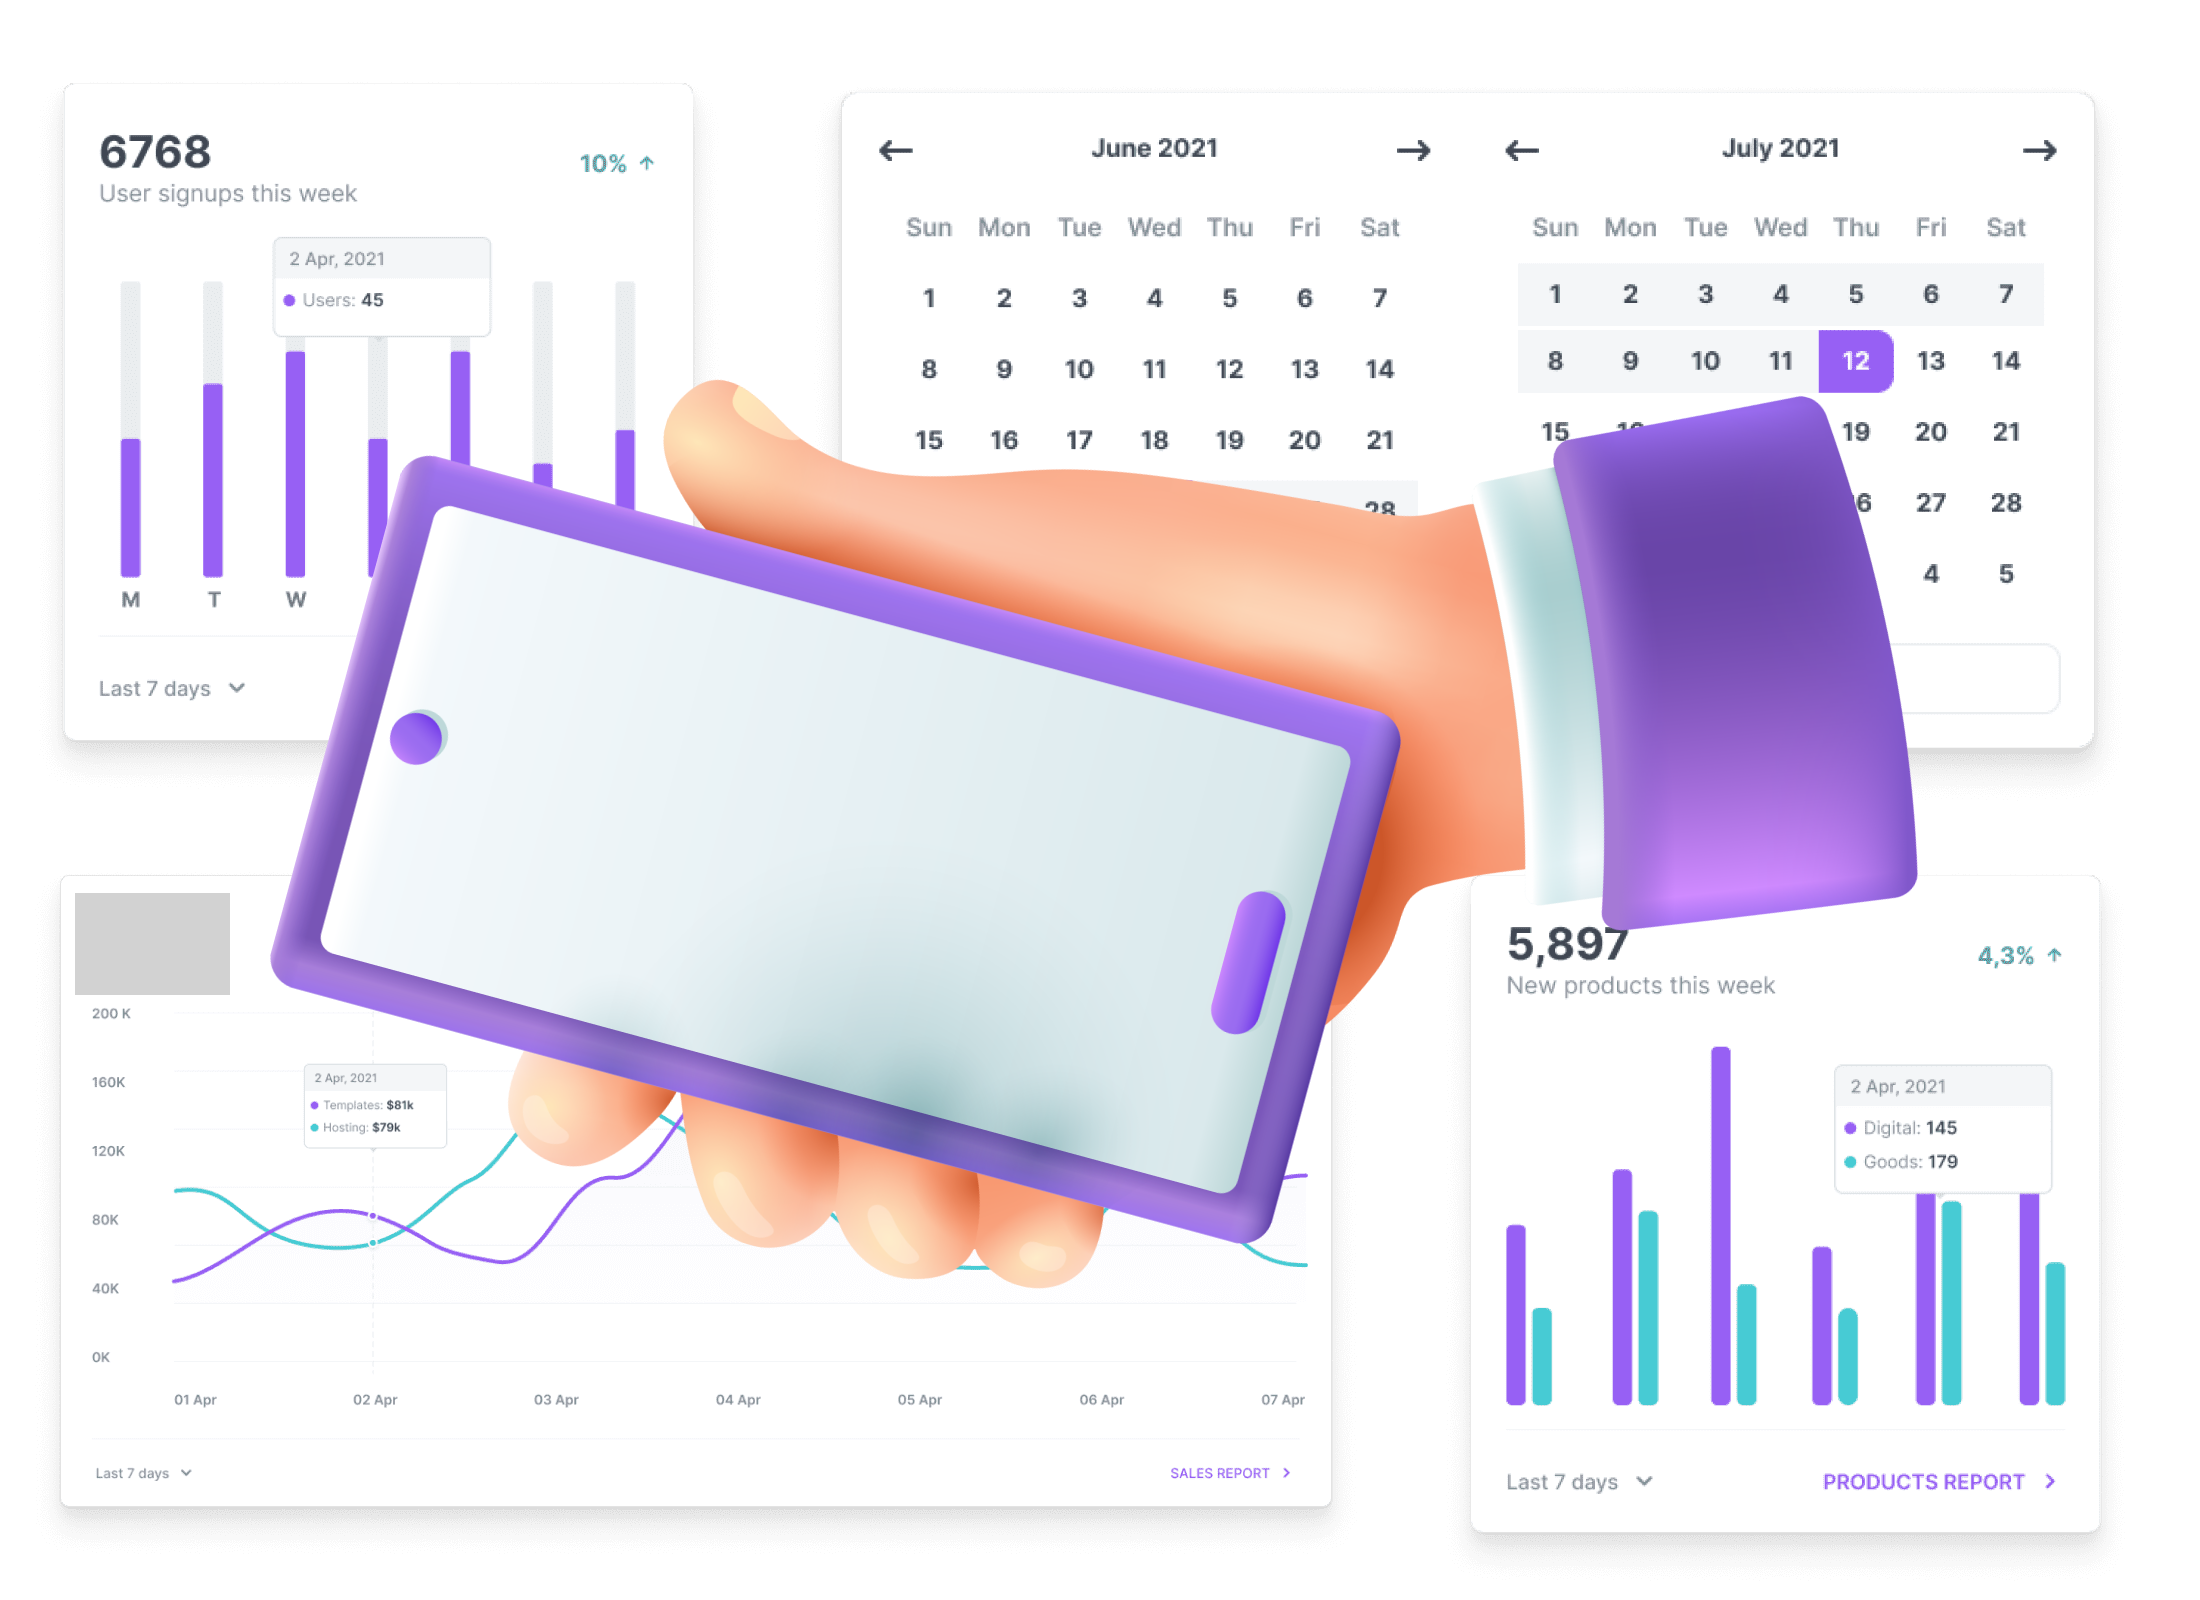 6768
10%
User signups this week
2 Apr, 2021
Users: 45
M T W
Last 7 days
June 2021
Sun Mon Tue Wed Thu Fri Sat
1 2 3 4 5 6 7
8 9 10 11 12 13 14
15 16 17 18 19 20 21
28
July 2021
Sun Mon Tue Wed Thu Fri Sat
1 2 3 4 5 6 7
8 9 10 11 12 13 14
15 19 20 21
27 28
4 5
200 K
160K
120K
80K
40K
0K
2 Apr, 2021
Templates: $81k
Hosting: $79k
01 Apr 02 Apr 03 Apr 04 Apr 05 Apr 06 Apr 07 Apr
Last 7 days
SALES REPORT
5,897
4,3%
New products this week
2 Apr, 2021
Digital: 145
Goods: 179
Last 7 days
PRODUCTS REPORT